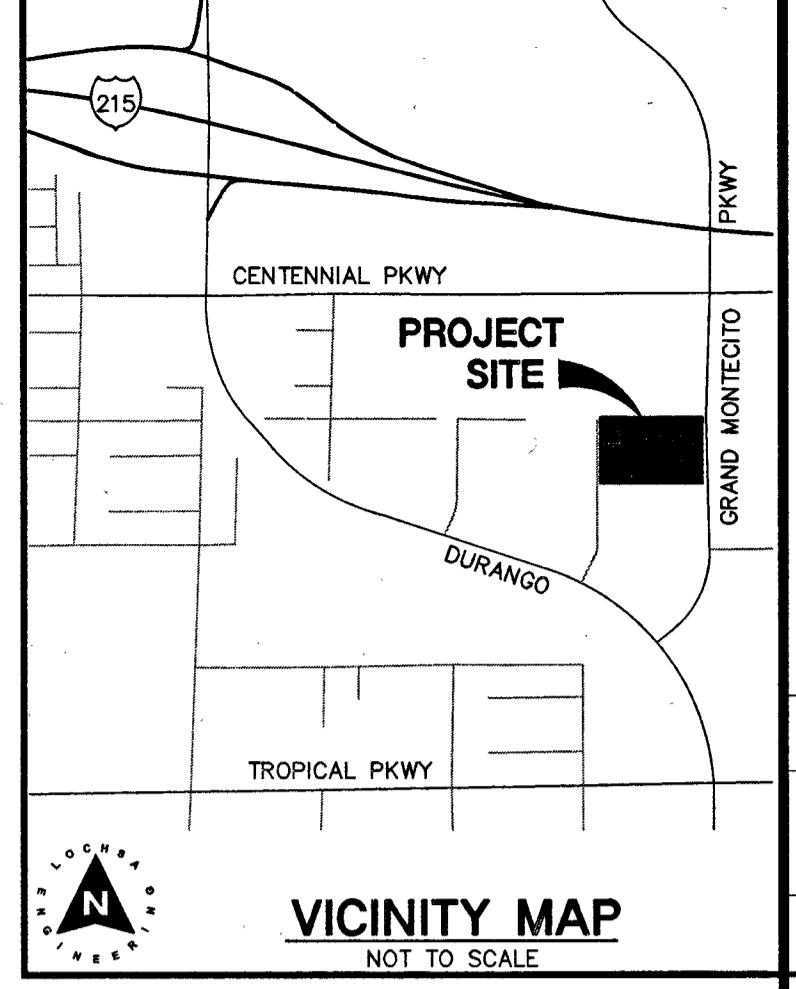 215
PKWY
CENTENNIAL PKWY
PROJECT
SITE
GRAND MONTECITO
DURANGO
TROPICAL PKWY
LOCHSA
ENGINEERING
N
VICINITY MAP
NOT TO SCALE